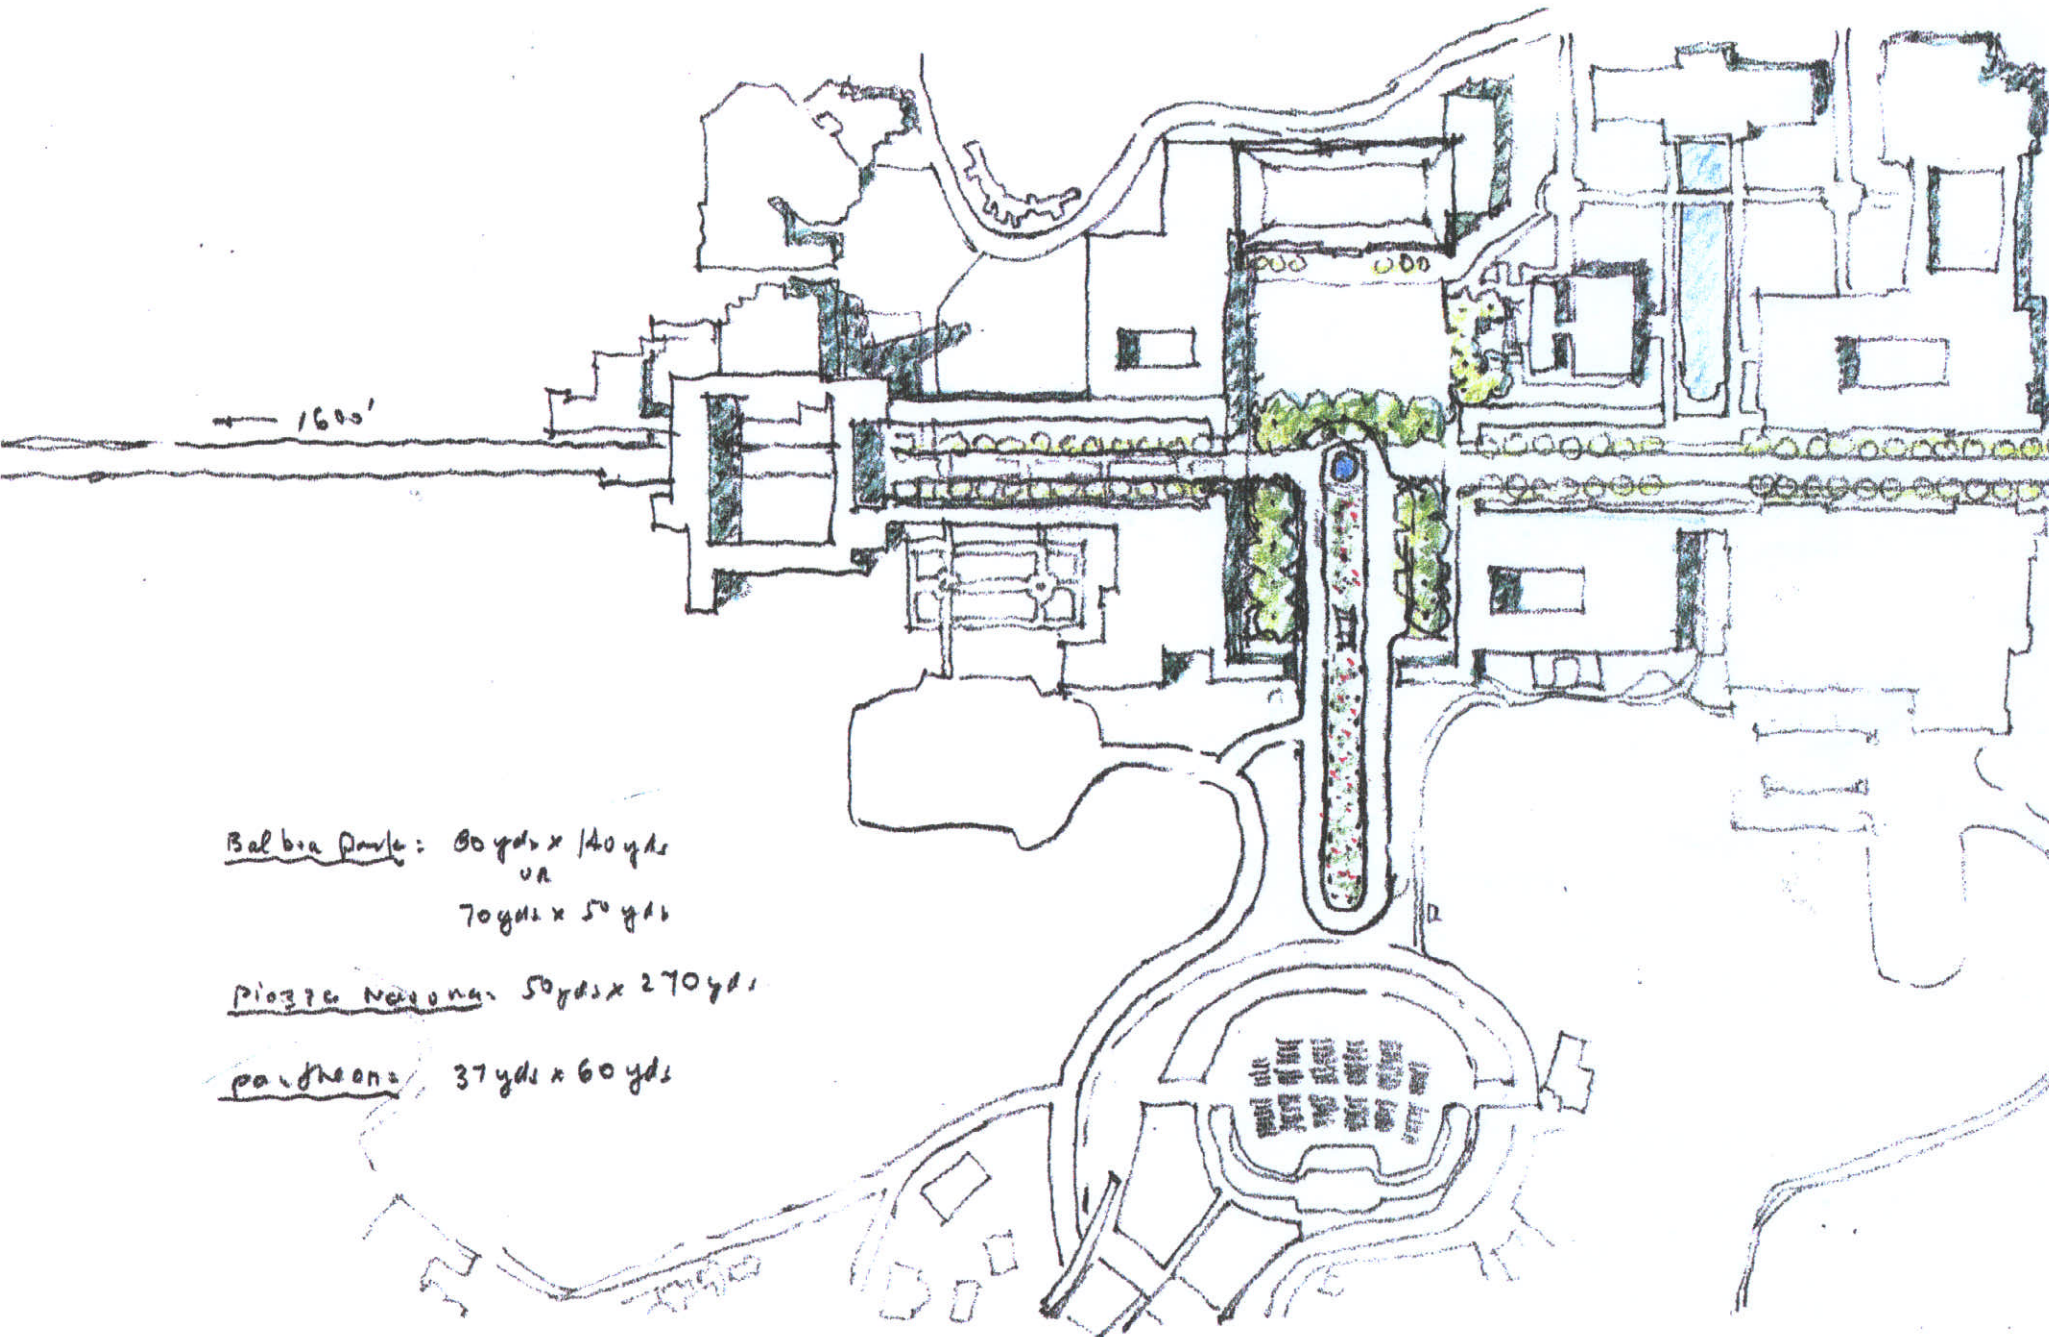 ← 1600'
Balboa Park: 80 yds x 140 yds
OR
70 yds x 50 yds
Piazza Navona: 50 yds x 270 yds
pantheon: 37 yds x 60 yds